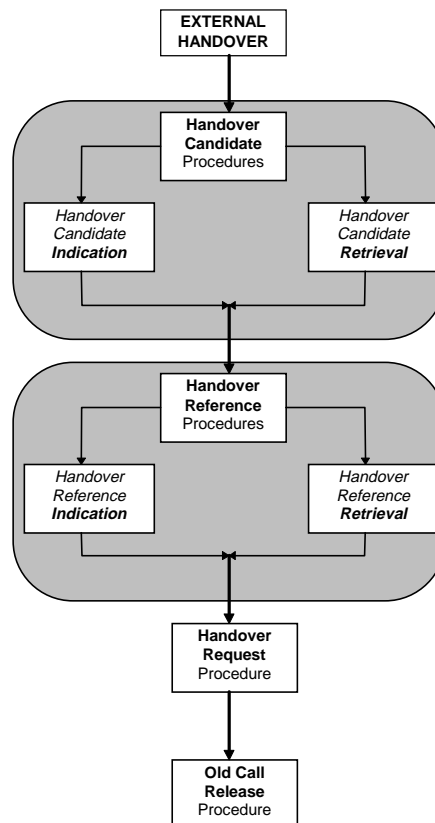 EXTERNAL
HANDOVER
Handover
Candidate
Procedures
Handover
Candidate
Indication
Handover
Candidate
Retrieval
Handover
Reference
Procedures
Handover
Reference
Indication
Handover
Reference
Retrieval
Handover
Request
Procedure
Old Call
Release
Procedure